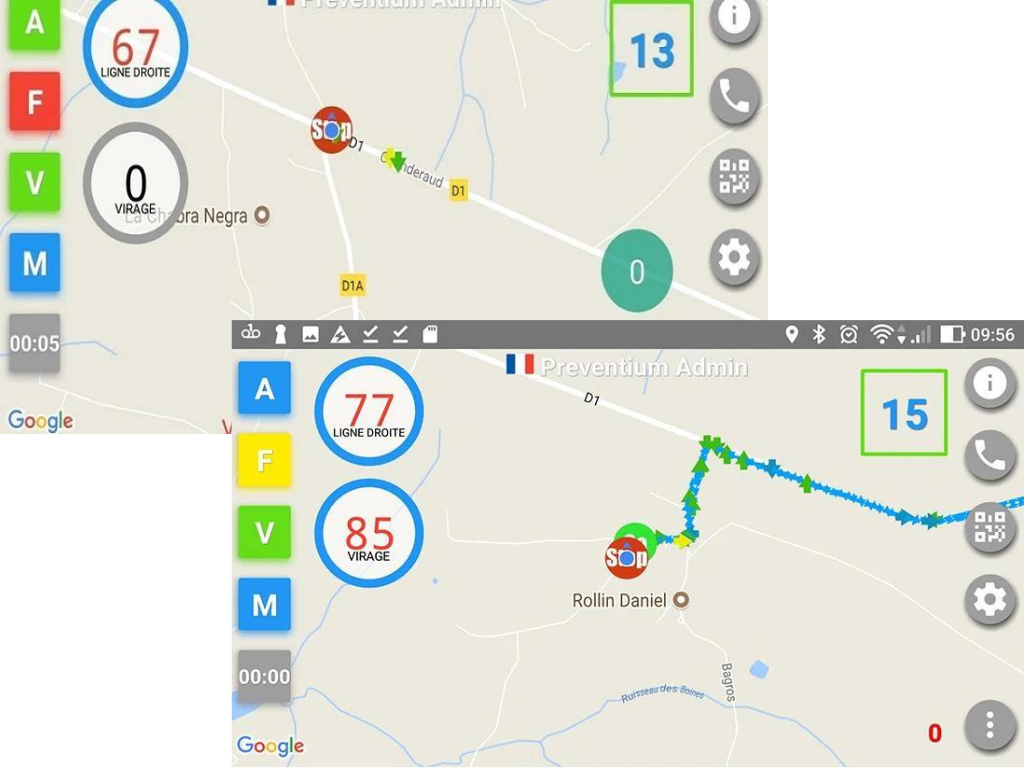 Preventium Admin
A
67
LIGNE DROITE
13
F
Stop
D1
V
0
VIRAGE
D1
La Chabra Negra
M
0
D1A
00:05
Google
09:56
Preventium Admin
A
77
LIGNE DROITE
D1
15
F
V
85
VIRAGE
Stop
M
Rollin Daniel
00:00
Bagros
Ruisseau des Boines
0
Google